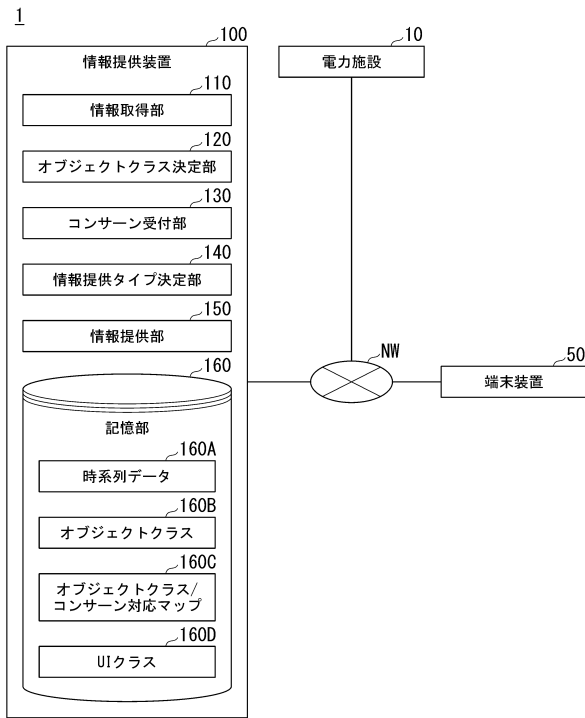 1
100
情報提供装置
110
情報取得部
120
オブジェクトクラス決定部
130
コンサーン受付部
140
情報提供タイプ決定部
150
情報提供部
160
記憶部
160A
時系列データ
160B
オブジェクトクラス
160C
オブジェクトクラス/
コンサーン対応マップ
160D
UIクラス
10
電力施設
NW
50
端末装置